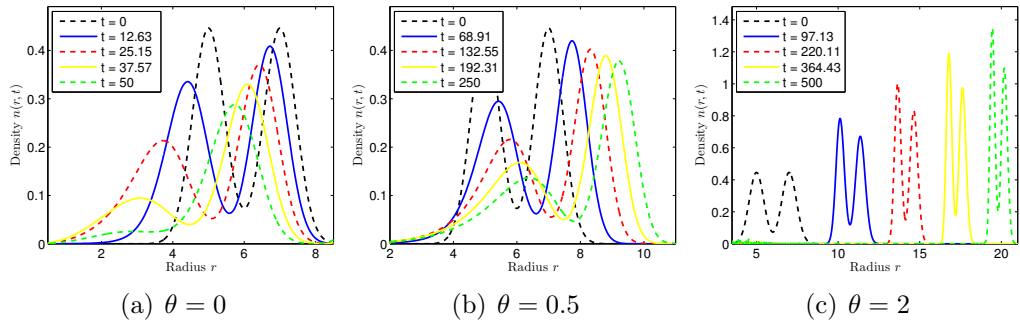 Density n(r, t)
0.4
0.3
0.2
0.1
0
t = 0
t = 12.63
t = 25.15
t = 37.57
t = 50
2 4 6 8
Radius r
(a) θ = 0
Density n(r, t)
0.4
0.3
0.2
0.1
0
t = 0
t = 68.91
t = 132.55
t = 192.31
t = 250
2 4 6 8 10
Radius r
(b) θ = 0.5
Density n(r, t)
1.4
1.2
1
0.8
0.6
0.4
0.2
0
t = 0
t = 97.13
t = 220.11
t = 364.43
t = 500
5 10 15 20
Radius r
(c) θ = 2